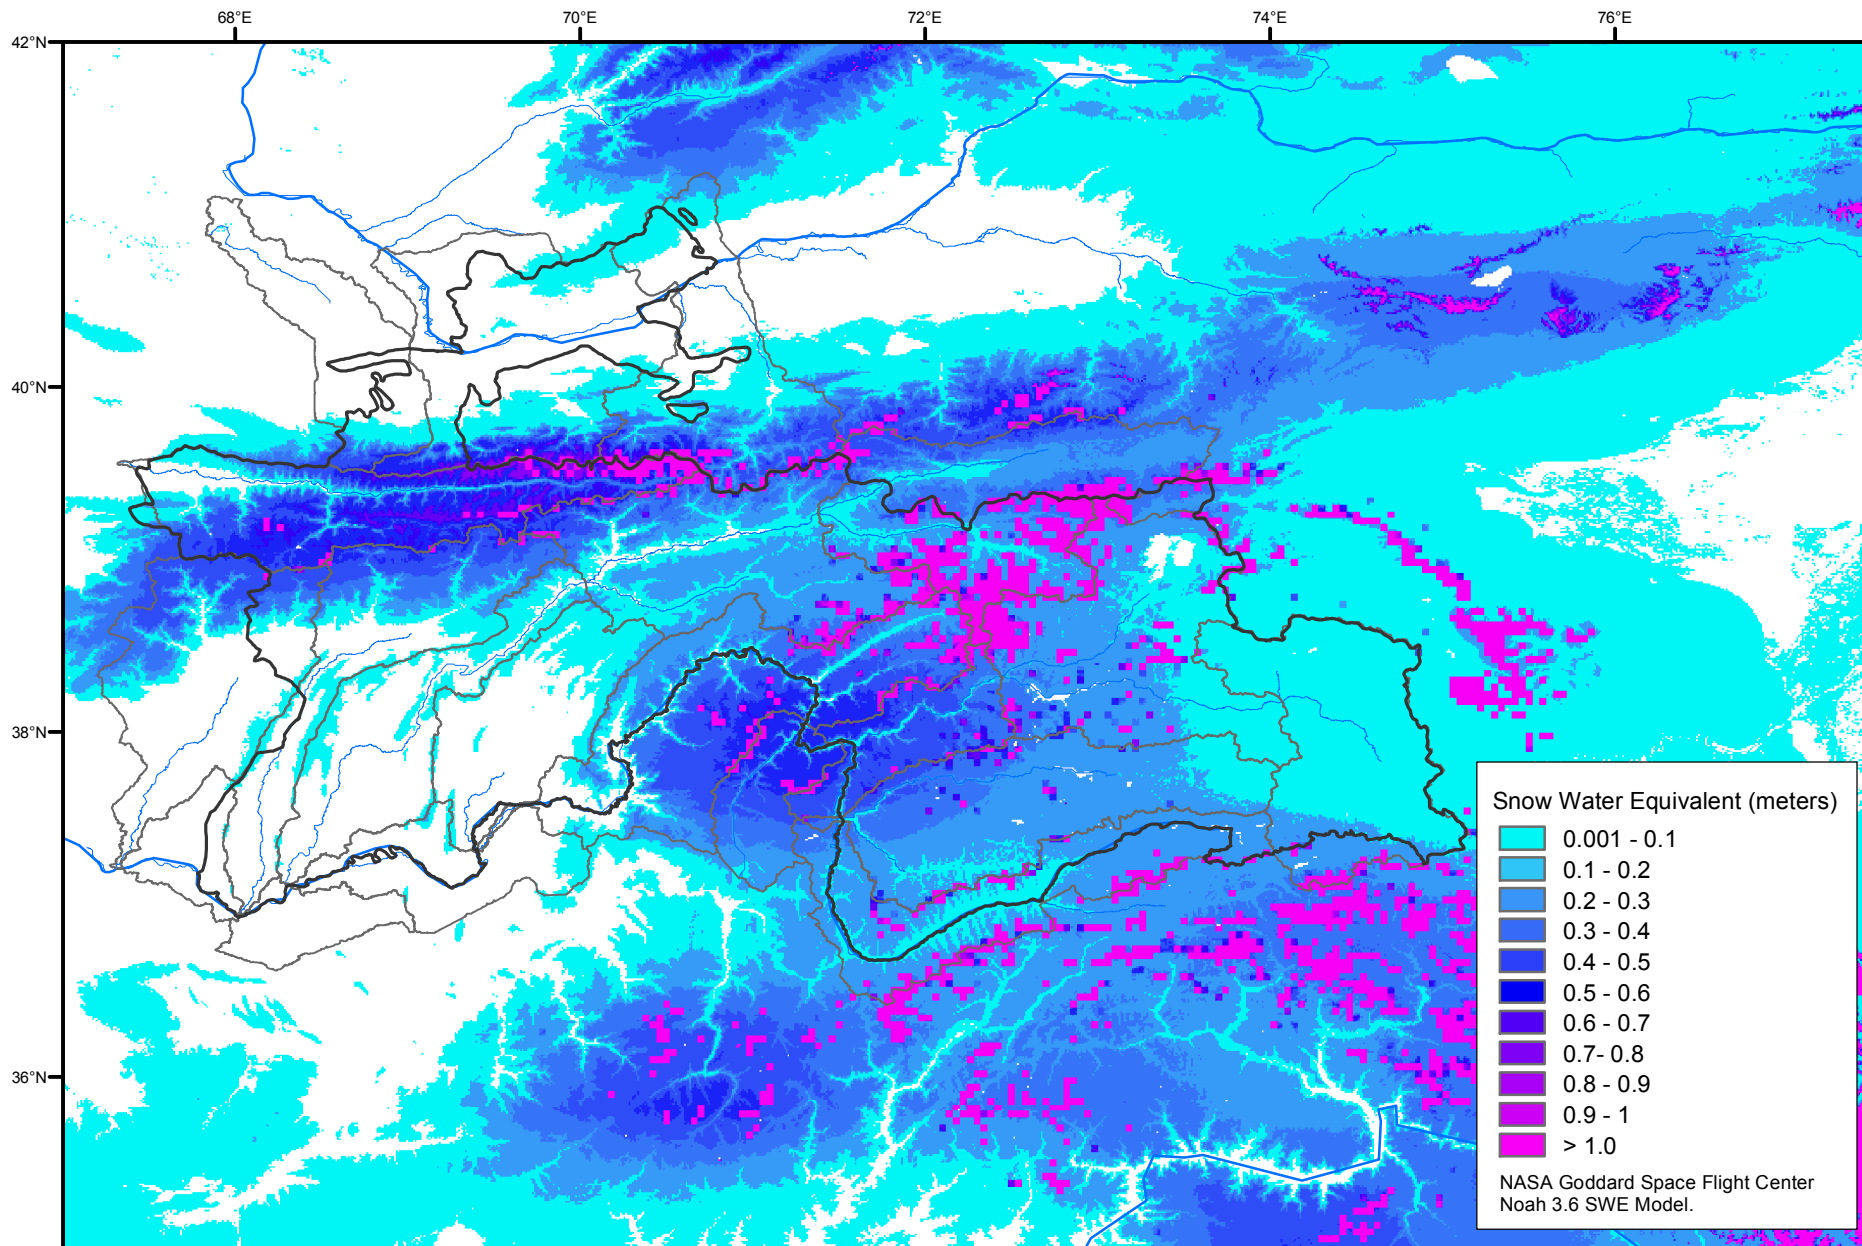 68°E 70°E 72°E 74°E 76°E
42°N
40°N
38°N
36°N
Snow Water Equivalent (meters)
0.001 - 0.1
0.1 - 0.2
0.2 - 0.3
0.3 - 0.4
0.4 - 0.5
0.5 - 0.6
0.6 - 0.7
0.7- 0.8
0.8 - 0.9
0.9 - 1
> 1.0
NASA Goddard Space Flight Center
Noah 3.6 SWE Model.